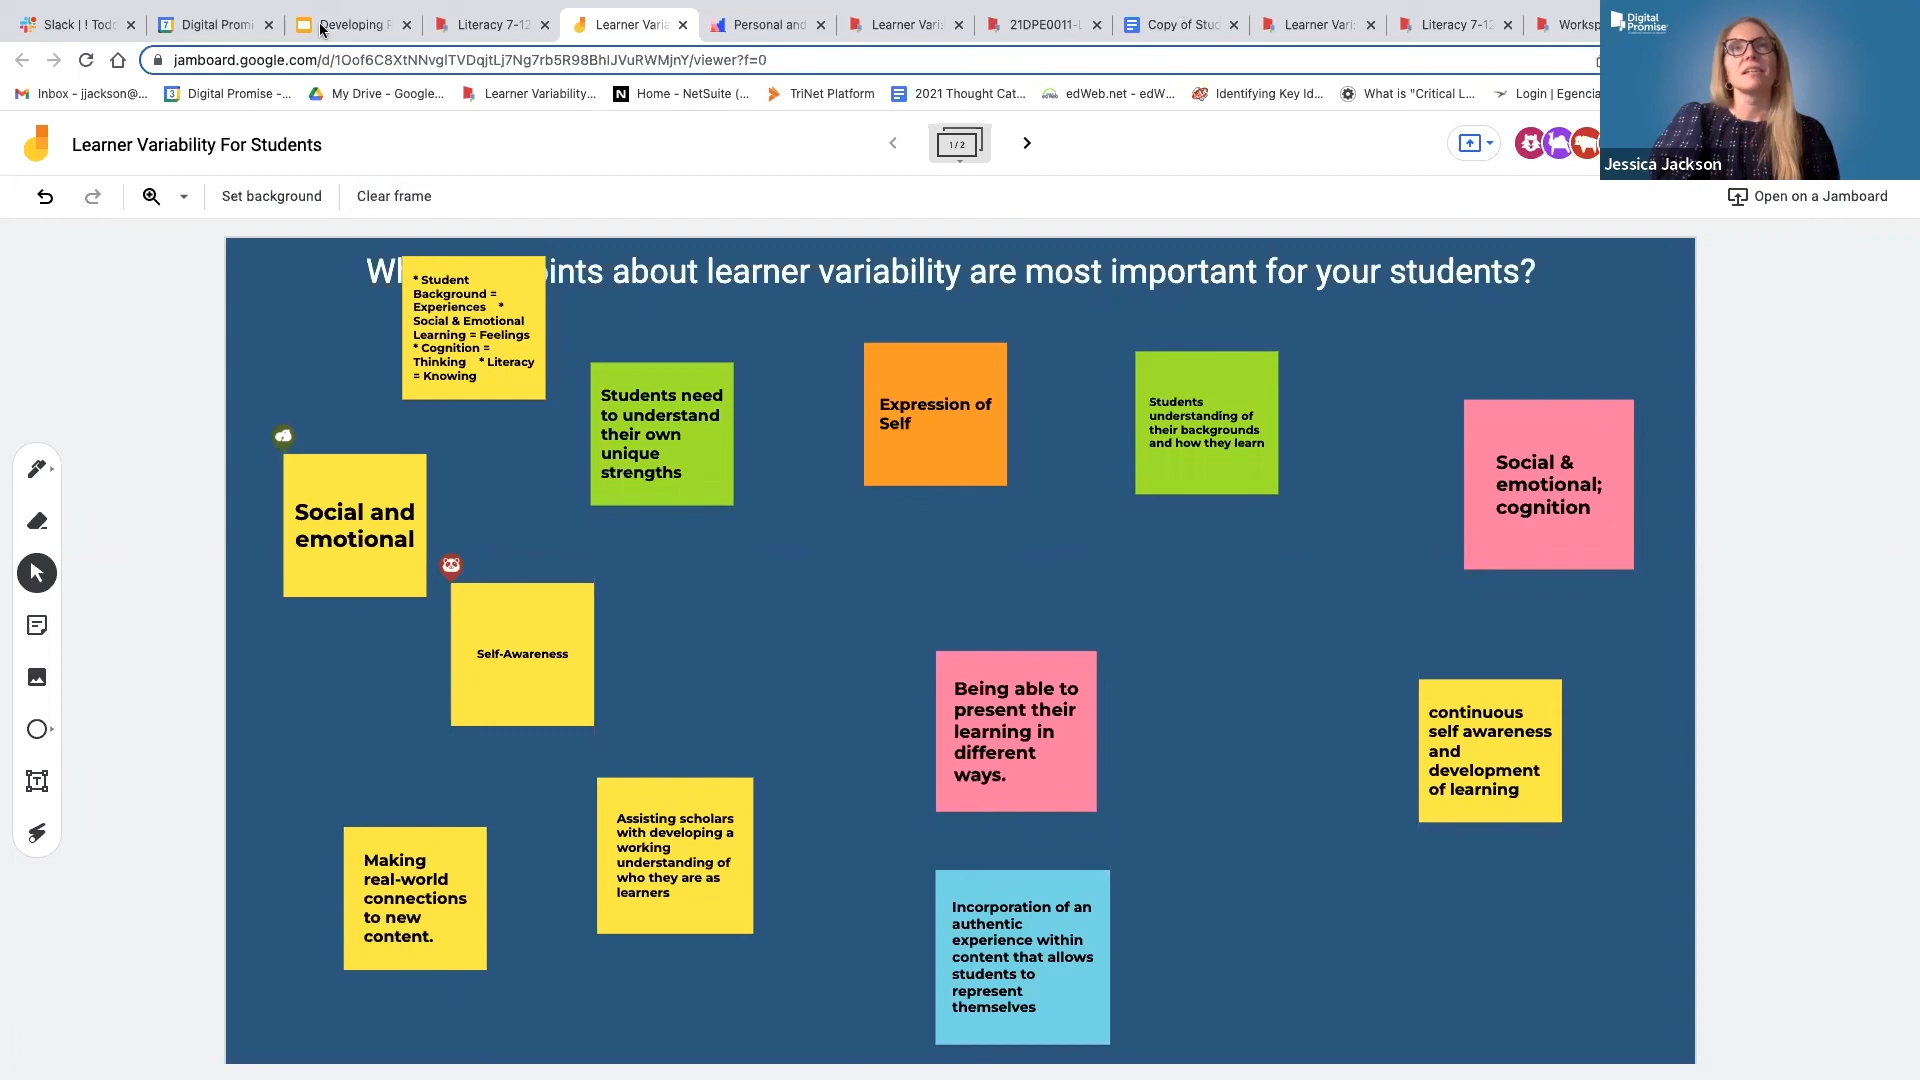 Slack | ! Todd
Digital Promi
Developing
Literacy 7-12
Learner Varia
Personal and
Learner Vari
21DPE0011-L
Copy of Stud
Learner Vari
Literacy 7-12
Worksp
jamboard.google.com/d/1Oof6C8XtNNvglTVDqjtLj7Ng7rb5R98BhlJVuRWMjnY/viewer?f=0
Inbox - jjackson@...
Digital Promise -...
My Drive - Google...
Learner Variability...
Home - NetSuite (...
TriNet Platform
2021 Thought Cat...
edWeb.net - edW...
Identifying Key Id...
What is "Critical L...
Login | Egencia
Digital
Promise
Jessica Jackson
Learner Variability For Students
1 / 2
Set background
Clear frame
Open on a Jamboard
Wh ints about learner variability are most important for your students?
* Student
Background =
Experiences *
Social & Emotional
Learning = Feelings
* Cognition =
Thinking * Literacy
= Knowing
Students need
to understand
their own
unique
strengths
Expression of
Self
Students
understanding of
their backgrounds
and how they learn
Social &
emotional;
cognition
Social and
emotional
Self-Awareness
Being able to
present their
learning in
different
ways.
continuous
self awareness
and
development
of learning
Assisting scholars
with developing a
working
understanding of
who they are as
learners
Making
real-world
connections
to new
content.
Incorporation of an
authentic
experience within
content that allows
students to
represent
themselves